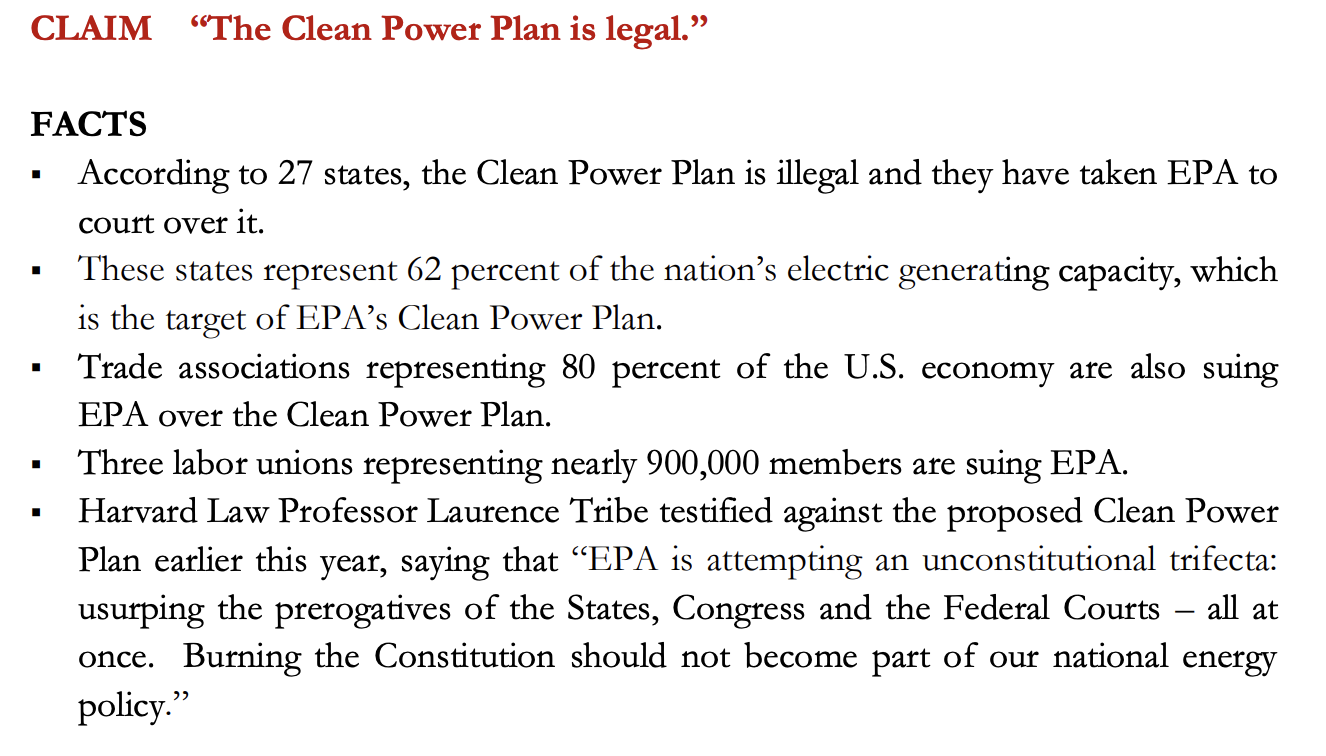 CLAIM “The Clean Power Plan is legal.”
FACTS
▪ According to 27 states, the Clean Power Plan is illegal and they have taken EPA to
court over it.
▪ These states represent 62 percent of the nation’s electric generating capacity, which
is the target of EPA’s Clean Power Plan.
▪ Trade associations representing 80 percent of the U.S. economy are also suing
EPA over the Clean Power Plan.
▪ Three labor unions representing nearly 900,000 members are suing EPA.
▪ Harvard Law Professor Laurence Tribe testified against the proposed Clean Power
Plan earlier this year, saying that “EPA is attempting an unconstitutional trifecta:
usurping the prerogatives of the States, Congress and the Federal Courts – all at
once. Burning the Constitution should not become part of our national energy
policy.”